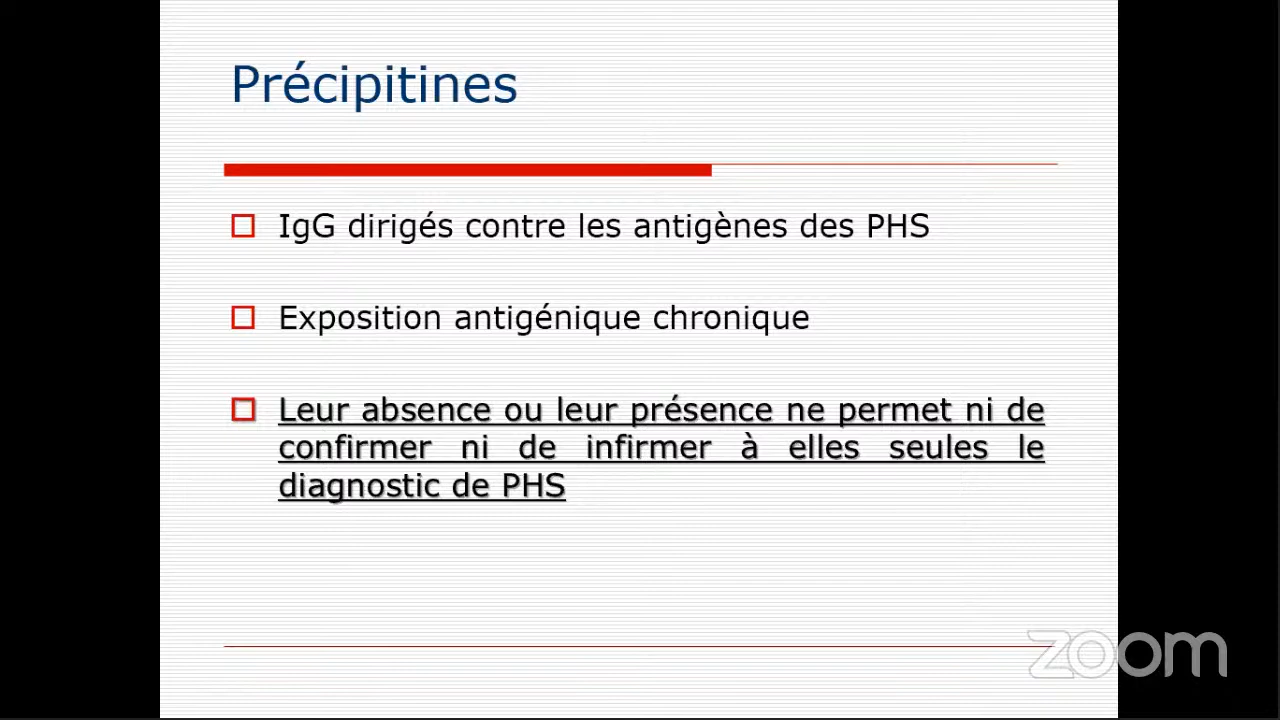 Précipitines
IgG dirigés contre les antigènes des PHS
Exposition antigénique chronique
Leur absence ou leur présence ne permet ni de
confirmer ni de infirmer à elles seules le
diagnostic de PHS
zoom